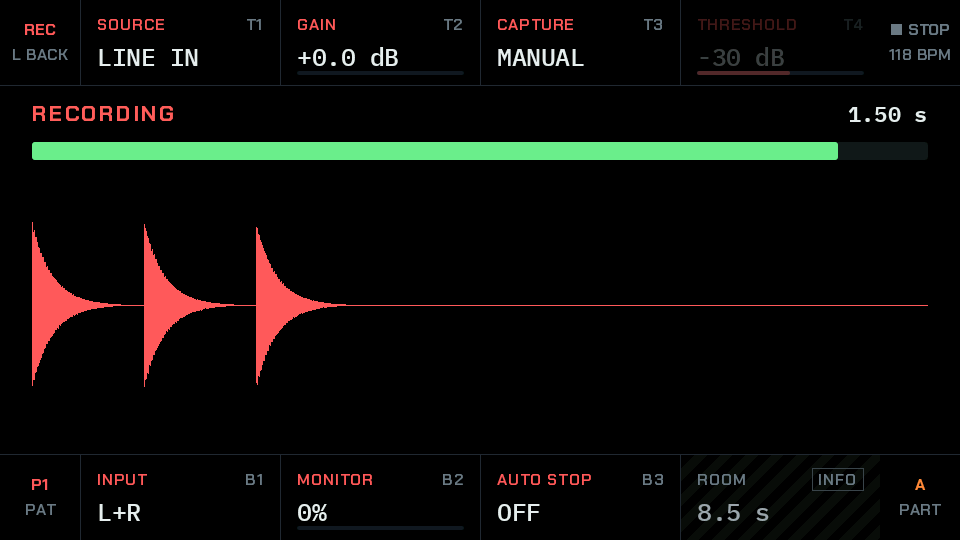 REC
L BACK
SOURCE T1
LINE IN
GAIN T2
+0.0 dB
CAPTURE T3
MANUAL
THRESHOLD T4
-30 dB
STOP
118 BPM
RECORDING 1.50 s
P1
PAT
INPUT B1
L+R
MONITOR B2
0%
AUTO STOP B3
OFF
ROOM INFO
8.5 s
A
PART